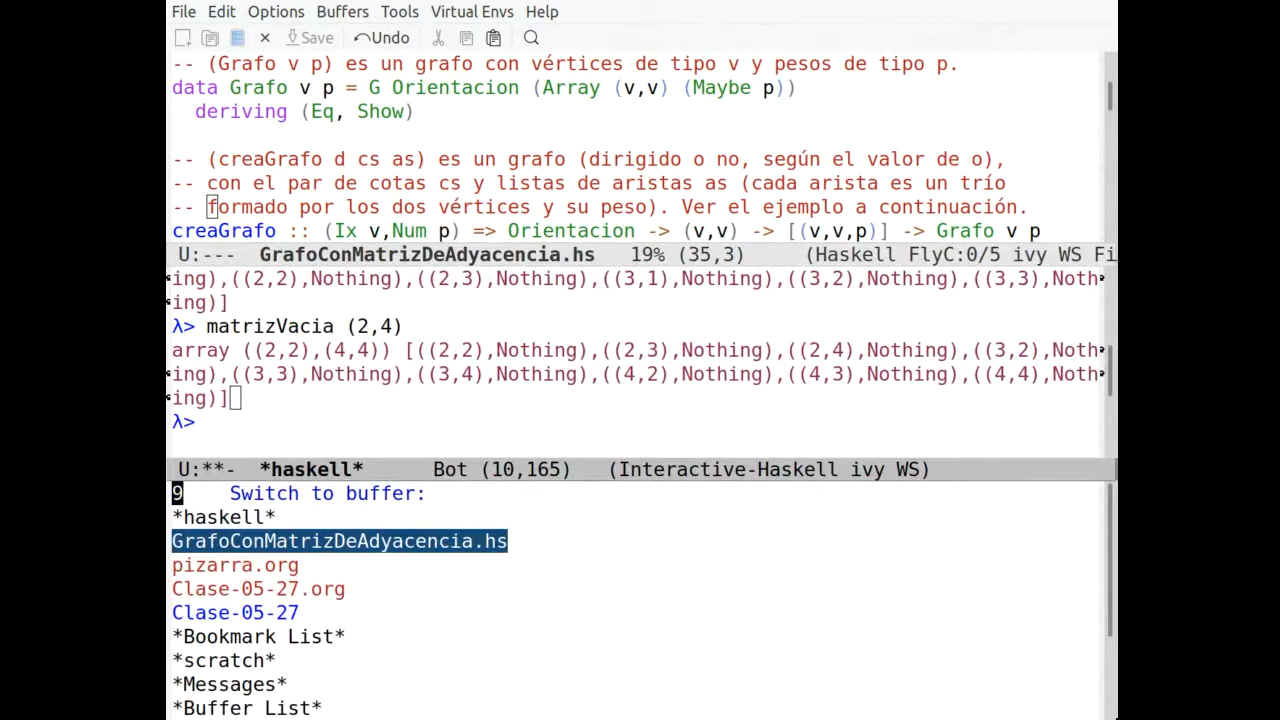 File Edit Options Buffers Tools Virtual Envs Help
Save Undo
-- (Grafo v p) es un grafo con vértices de tipo v y pesos de tipo p.
data Grafo v p = G Orientacion (Array (v,v) (Maybe p))
  deriving (Eq, Show)
-- (creaGrafo d cs as) es un grafo (dirigido o no, según el valor de o),
-- con el par de cotas cs y listas de aristas as (cada arista es un trío
-- formado por los dos vértices y su peso). Ver el ejemplo a continuación.
creaGrafo :: (Ix v,Num p) => Orientacion -> (v,v) -> [(v,v,p)] -> Grafo v p
U:--- GrafoConMatrizDeAdyacencia.hs 19% (35,3) (Haskell FlyC:0/5 ivy WS Fi
ing),((2,2),Nothing),((2,3),Nothing),((3,1),Nothing),((3,2),Nothing),((3,3),Noth
ing)]
λ> matrizVacia (2,4)
array ((2,2),(4,4)) [((2,2),Nothing),((2,3),Nothing),((2,4),Nothing),((3,2),Noth
ing),((3,3),Nothing),((3,4),Nothing),((4,2),Nothing),((4,3),Nothing),((4,4),Noth
ing)]
λ>
U:**- *haskell* Bot (10,165) (Interactive-Haskell ivy WS)
9 Switch to buffer:
*haskell*
GrafoConMatrizDeAdyacencia.hs
pizarra.org
Clase-05-27.org
Clase-05-27
*Bookmark List*
*scratch*
*Messages*
*Buffer List*